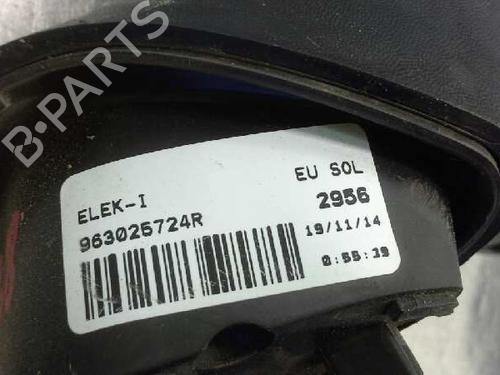 B-PARTS
ELEK-I
EU SOL
963025724R
2956
19/11/14
0:55:39